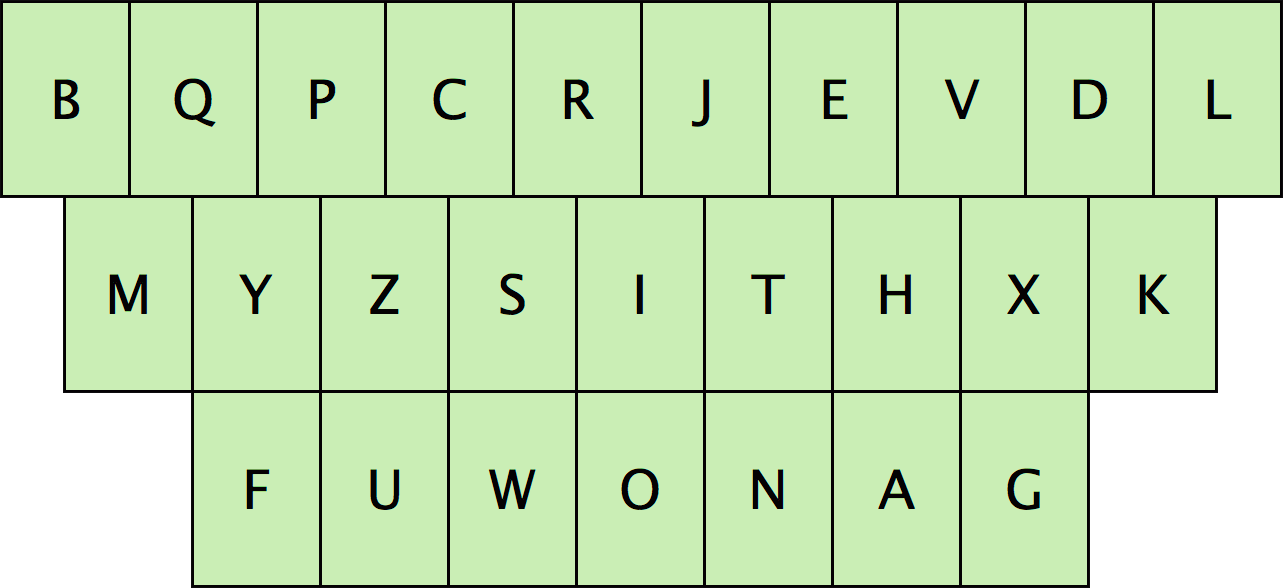 B Q P C R J E V D L
M Y Z S I T H X K
F U W O N A G